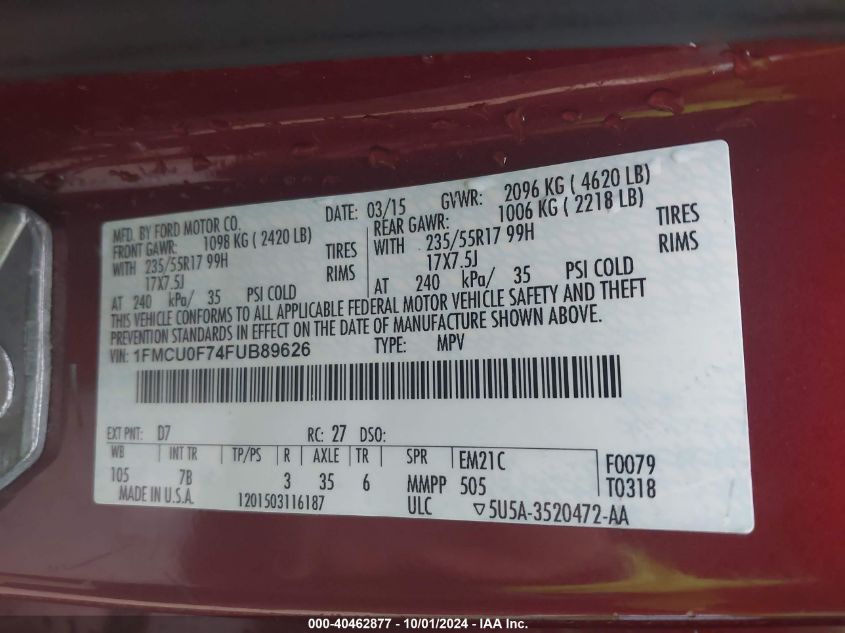 MFD. BY FORD MOTOR CO. DATE: 03/15 GVWR: 2096 KG ( 4620 LB)
FRONT GAWR: 1098 KG ( 2420 LB) REAR GAWR: 1006 KG ( 2218 LB)
WITH 235/55R17 99H TIRES WITH 235/55R17 99H TIRES
17X7.5J RIMS 17X7.5J RIMS
AT 240 kPa/ 35 PSI COLD AT 240 kPa/ 35 PSI COLD
THIS VEHICLE CONFORMS TO ALL APPLICABLE FEDERAL MOTOR VEHICLE SAFETY AND THEFT
PREVENTION STANDARDS IN EFFECT ON THE DATE OF MANUFACTURE SHOWN ABOVE.
VIN: 1FMCU0F74FUB89626 TYPE: MPV
EXT PNT: D7 RC: 27 DSO:
WB INT TR TP/PS R AXLE TR SPR EM21C F0079
105 7B 3 35 6 MMPP 505 T0318
MADE IN U.S.A. 1201503116187 ULC ▽5U5A-3520472-AA
000-40462877 - 10/01/2024 - IAA Inc.